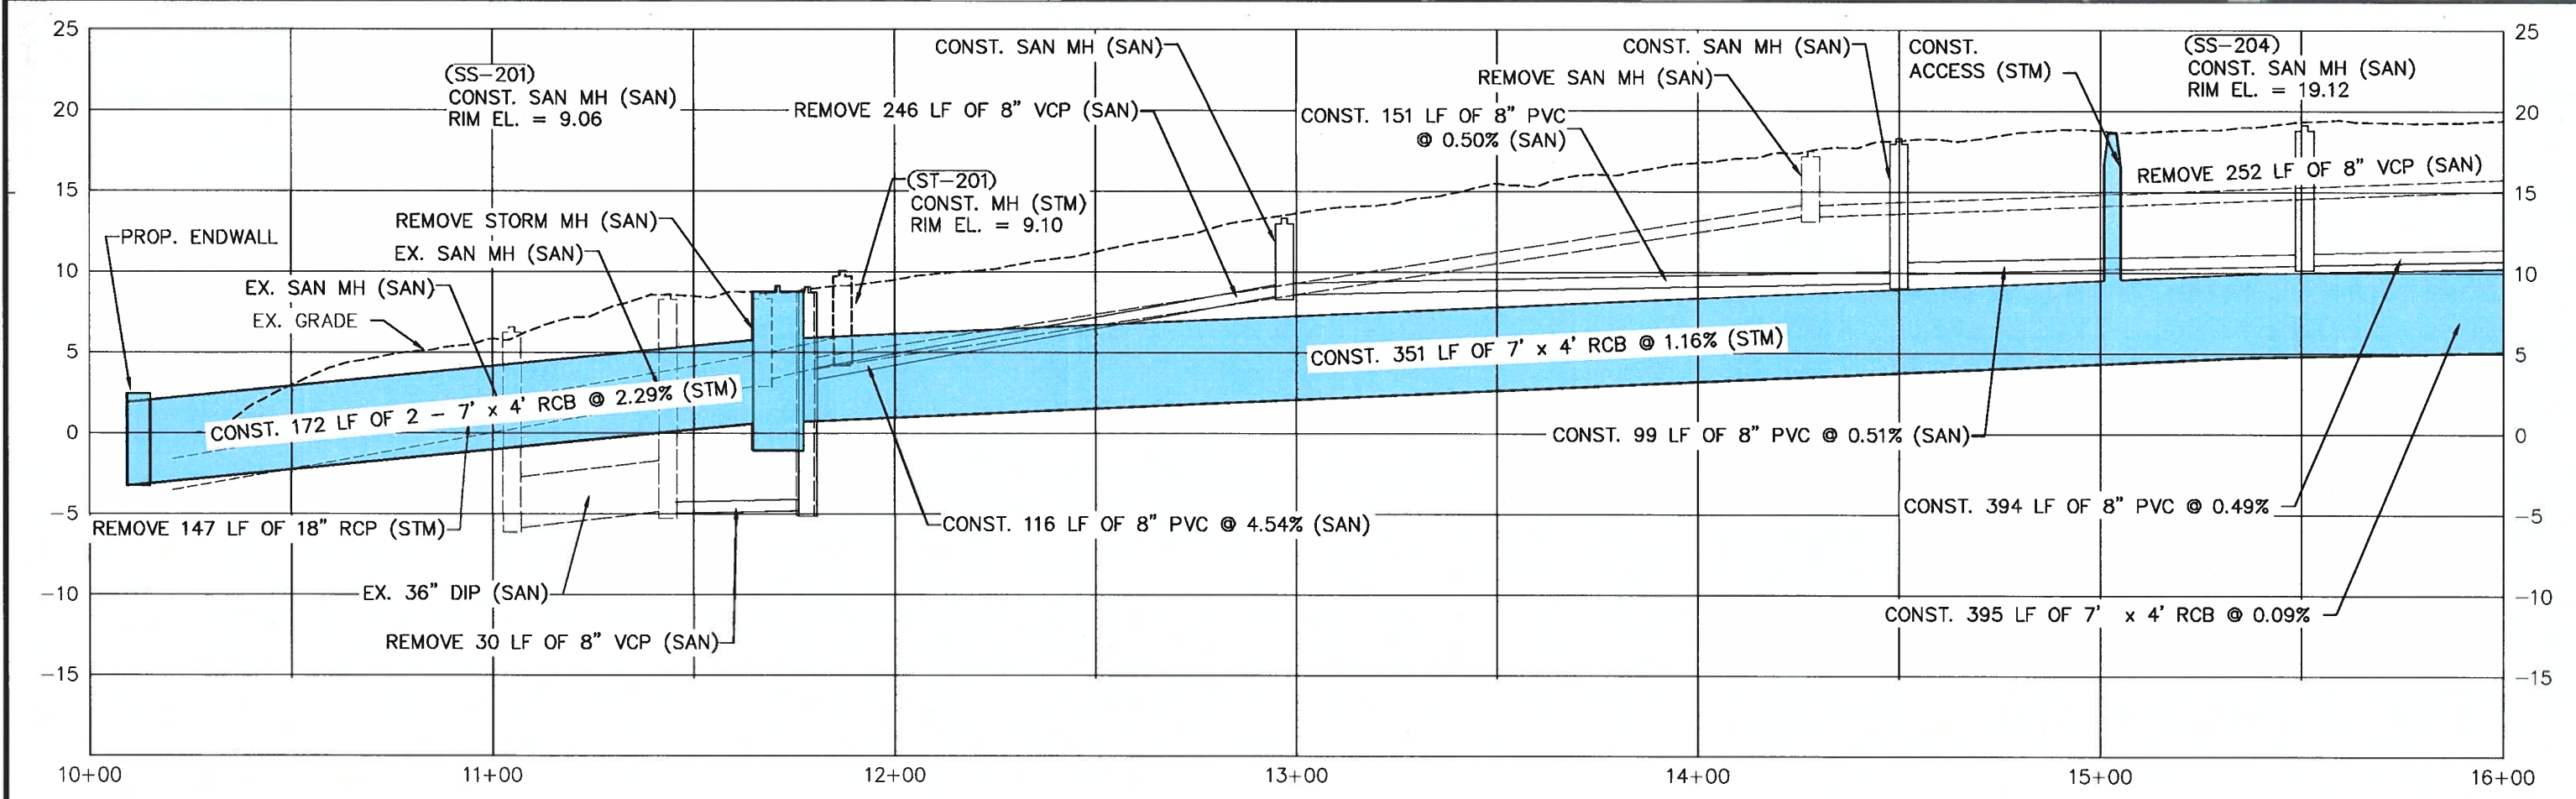 25
20
15
10
5
0
−5
−10
−15
25
20
15
10
5
0
−5
−10
−15
(SS−201)
CONST. SAN MH (SAN)
RIM EL. = 9.06
CONST. SAN MH (SAN)
REMOVE 246 LF OF 8" VCP (SAN)
CONST. SAN MH (SAN)
REMOVE SAN MH (SAN)
CONST. 151 LF OF 8" PVC
@ 0.50% (SAN)
CONST.
ACCESS (STM)
(SS−204)
CONST. SAN MH (SAN)
RIM EL. = 19.12
REMOVE 252 LF OF 8" VCP (SAN)
(ST−201)
CONST. MH (STM)
RIM EL. = 9.10
REMOVE STORM MH (SAN)
EX. SAN MH (SAN)
PROP. ENDWALL
EX. SAN MH (SAN)
EX. GRADE
CONST. 172 LF OF 2 − 7' x 4' RCB @ 2.29% (STM)
CONST. 351 LF OF 7' x 4' RCB @ 1.16% (STM)
CONST. 99 LF OF 8" PVC @ 0.51% (SAN)
REMOVE 147 LF OF 18" RCP (STM)
CONST. 116 LF OF 8" PVC @ 4.54% (SAN)
CONST. 394 LF OF 8" PVC @ 0.49%
EX. 36" DIP (SAN)
REMOVE 30 LF OF 8" VCP (SAN)
CONST. 395 LF OF 7' x 4' RCB @ 0.09%
10+00
11+00
12+00
13+00
14+00
15+00
16+00